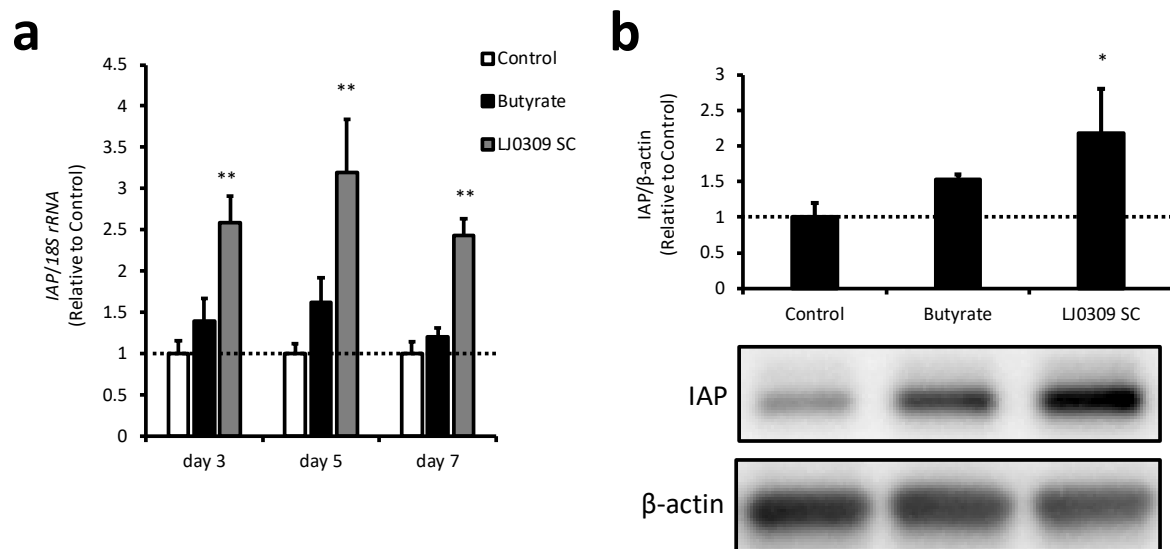 a
IAP/18S rRNA
(Relative to Control)
4.5
4
3.5
3
2.5
2
1.5
1
0.5
0
**
**
**
day 3
day 5
day 7
Control
Butyrate
LJ0309 SC
b
IAP/β-actin
(Relative to Control)
3
2.5
2
1.5
1
0.5
0
*
Control
Butyrate
LJ0309 SC
IAP
β-actin